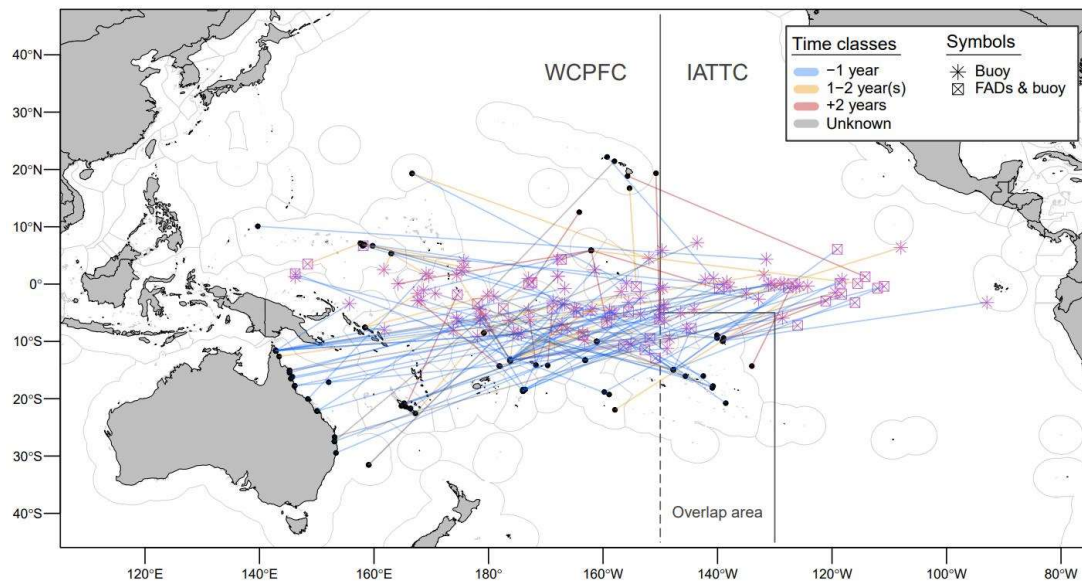 40°N
30°N
20°N
10°N
0°
10°S
20°S
30°S
40°S
WCPFC
IATTC
Time classes
−1 year
1−2 year(s)
+2 years
Unknown
Symbols
Buoy
FADs & buoy
Overlap area
120°E
140°E
160°E
180°
160°W
140°W
120°W
100°W
80°W